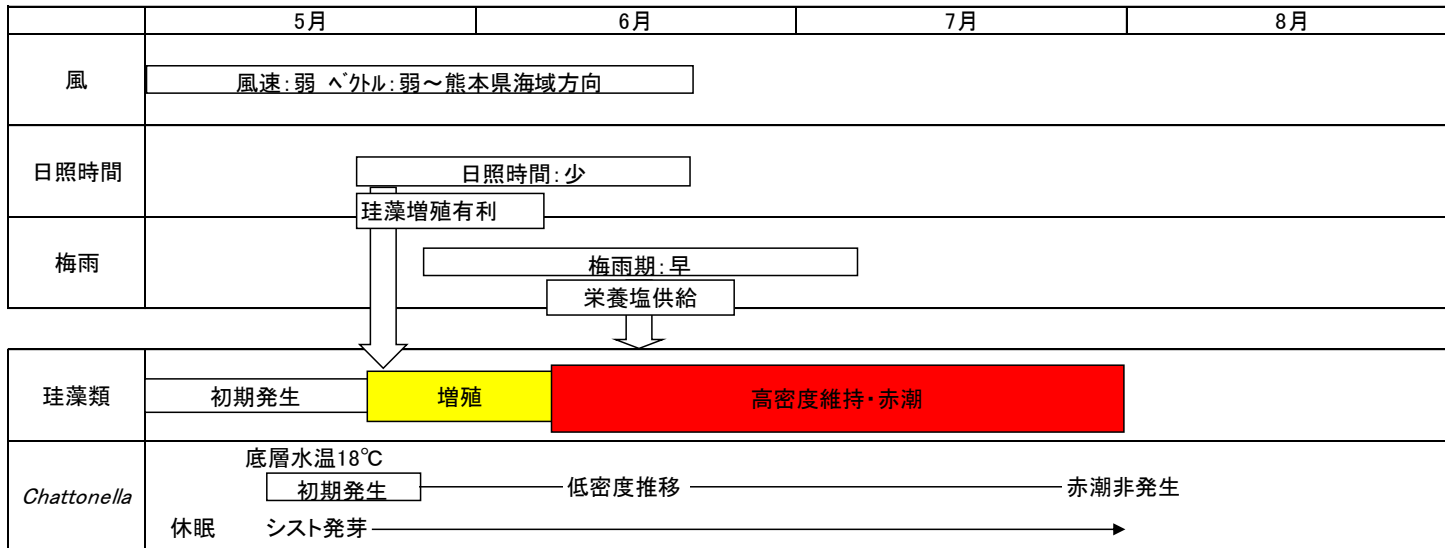 5月 6月 7月 8月
風
風速:弱 ベクトル:弱～熊本県海域方向
日照時間
日照時間:少
珪藻増殖有利
梅雨
梅雨期:早
栄養塩供給
珪藻類
初期発生
増殖
高密度維持・赤潮
Chattonella
底層水温18℃
初期発生
低密度推移
赤潮非発生
休眠
シスト発芽